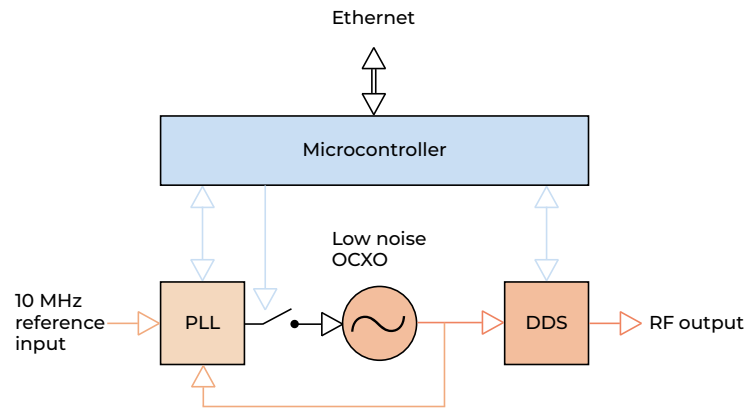 Ethernet
Microcontroller
Low noise
OCXO
10 MHz
reference
input
PLL
DDS
RF output